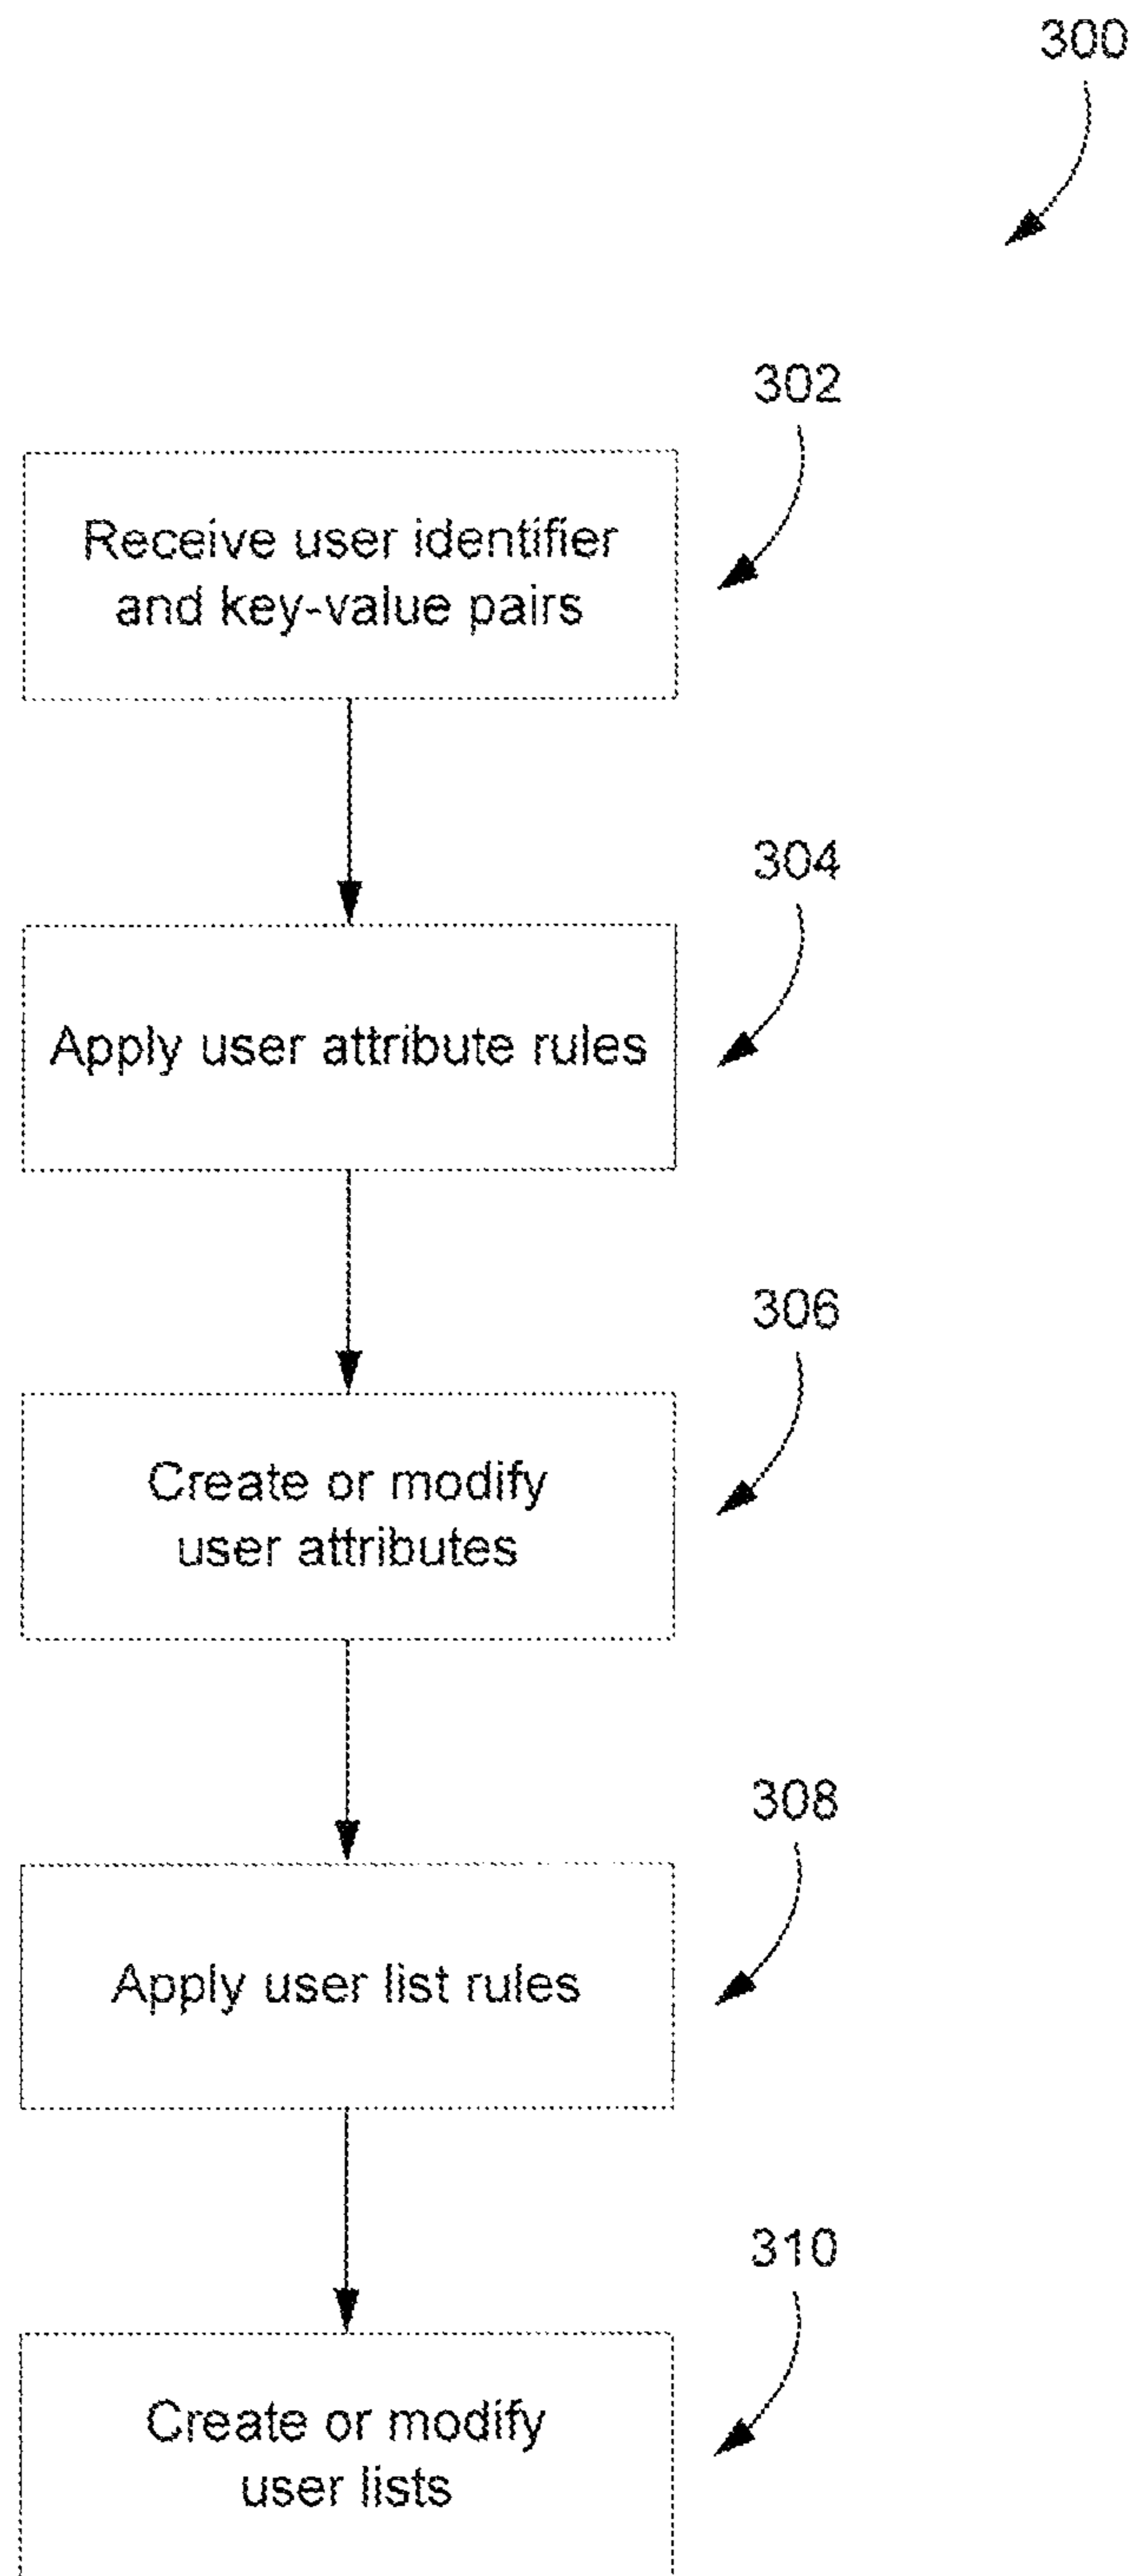 300
302
Receive user identifier
and key-value pairs
304
Apply user attribute rules
306
Create or modify
user attributes
308
Apply user list rules
310
Create or modify
user lists